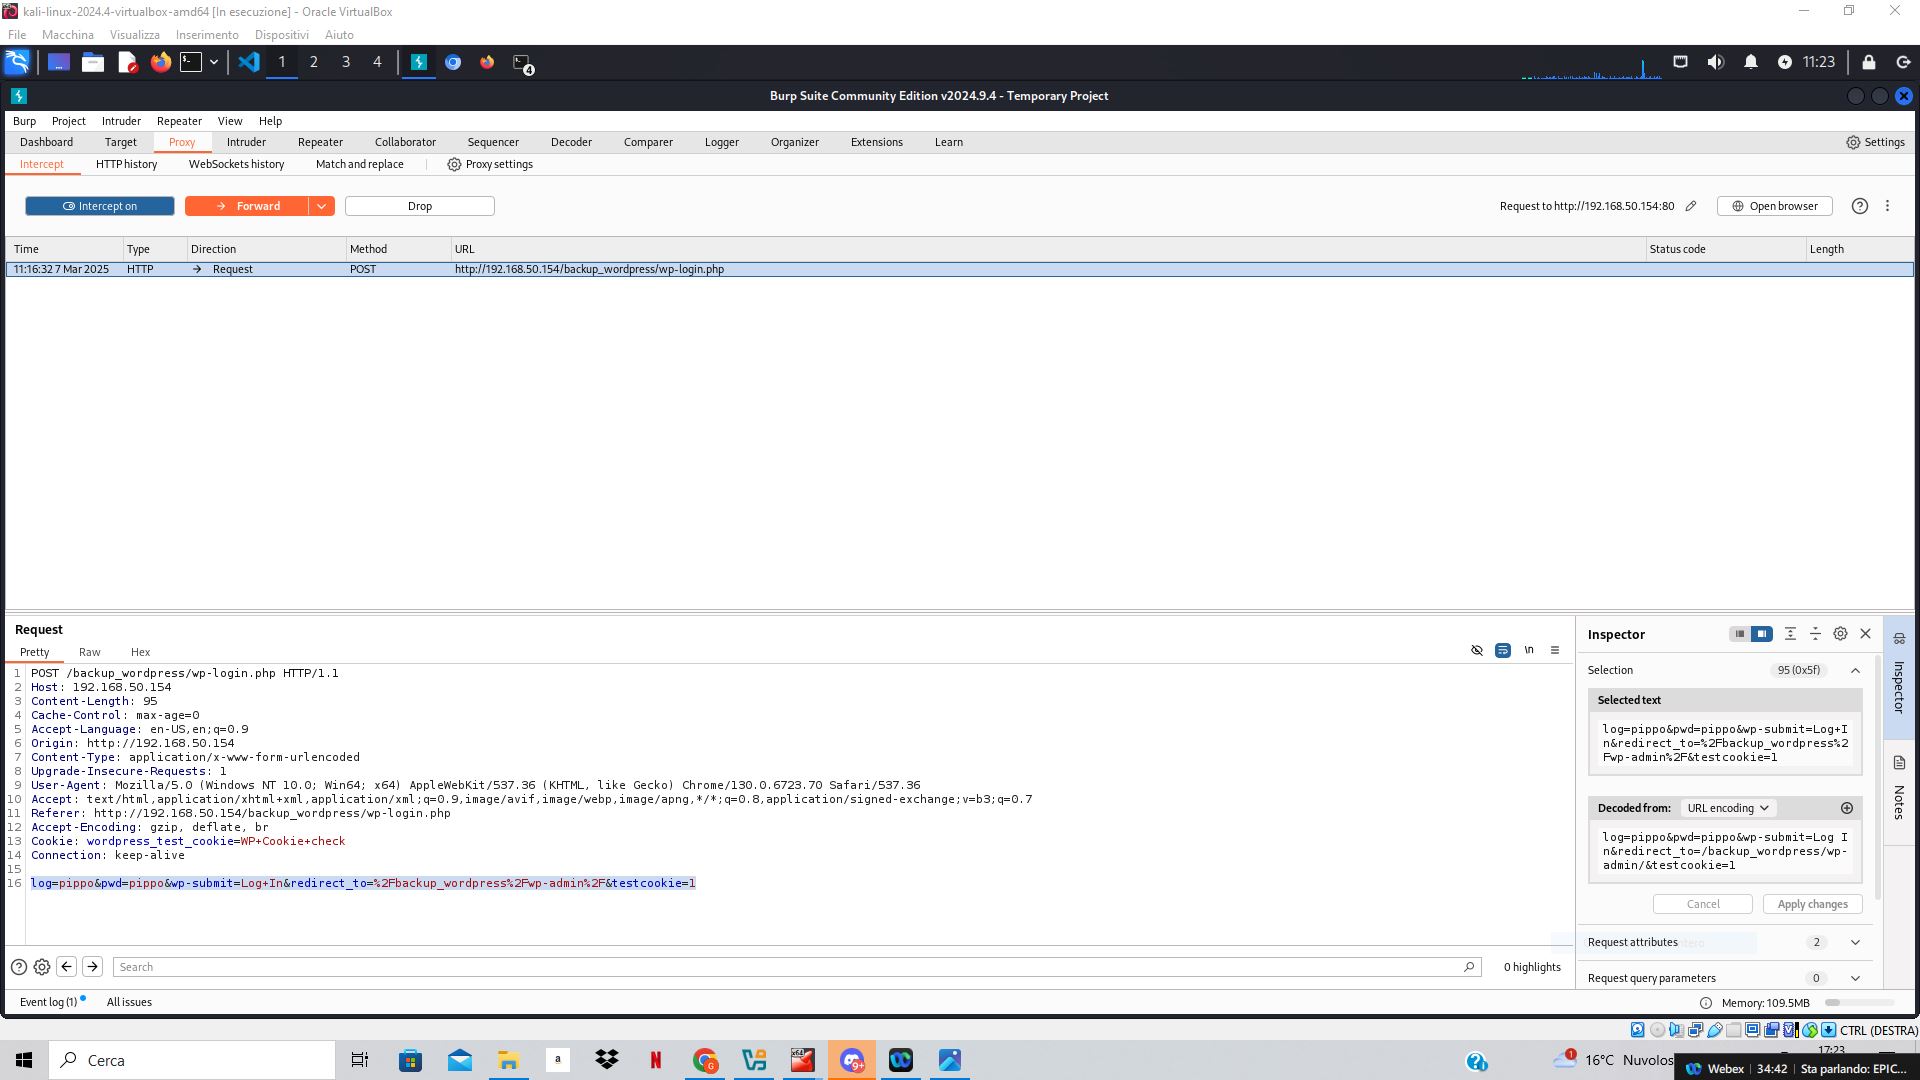 kali-linux-2024.4-virtualbox-amd64 [In esecuzione] - Oracle VirtualBox
File Macchina Visualizza Inserimento Dispositivi Aiuto
1 2 3 4 4 11:23
Burp Suite Community Edition v2024.9.4 - Temporary Project
Burp Project Intruder Repeater View Help
Dashboard Target Proxy Intruder Repeater Collaborator Sequencer Decoder Comparer Logger Organizer Extensions Learn Settings
Intercept HTTP history WebSockets history Match and replace Proxy settings
Intercept on Forward Drop Request to http://192.168.50.154:80 Open browser
Time Type Direction Method URL Status code Length
11:16:32 7 Mar 2025 HTTP → Request POST http://192.168.50.154/backup_wordpress/wp-login.php
Request
Pretty Raw Hex \n
1 POST /backup_wordpress/wp-login.php HTTP/1.1
2 Host: 192.168.50.154
3 Content-Length: 95
4 Cache-Control: max-age=0
5 Accept-Language: en-US,en;q=0.9
6 Origin: http://192.168.50.154
7 Content-Type: application/x-www-form-urlencoded
8 Upgrade-Insecure-Requests: 1
9 User-Agent: Mozilla/5.0 (Windows NT 10.0; Win64; x64) AppleWebKit/537.36 (KHTML, like Gecko) Chrome/130.0.6723.70 Safari/537.36
10 Accept: text/html,application/xhtml+xml,application/xml;q=0.9,image/avif,image/webp,image/apng,*/*;q=0.8,application/signed-exchange;v=b3;q=0.7
11 Referer: http://192.168.50.154/backup_wordpress/wp-login.php
12 Accept-Encoding: gzip, deflate, br
13 Cookie: wordpress_test_cookie=WP+Cookie+check
14 Connection: keep-alive
15
16 log=pippo&pwd=pippo&wp-submit=Log+In&redirect_to=%2Fbackup_wordpress%2Fwp-admin%2F&testcookie=1
Search 0 highlights
Inspector
Selection 95 (0x5f)
Selected text
log=pippo&pwd=pippo&wp-submit=Log+I
n&redirect_to=%2Fbackup_wordpress%2
Fwp-admin%2F&testcookie=1
Decoded from: URL encoding
log=pippo&pwd=pippo&wp-submit=Log I
n&redirect_to=/backup_wordpress/wp-
admin/&testcookie=1
Cancel Apply changes
Request attributes 2
Request query parameters 0
Inspector
Notes
Event log (1) All issues Memory: 109.5MB
CTRL (DESTRA)
Cerca a N x64 G 9+ 1 16°C Nuvolos 17:23
Webex 34:42 Sta parlando: EPIC...